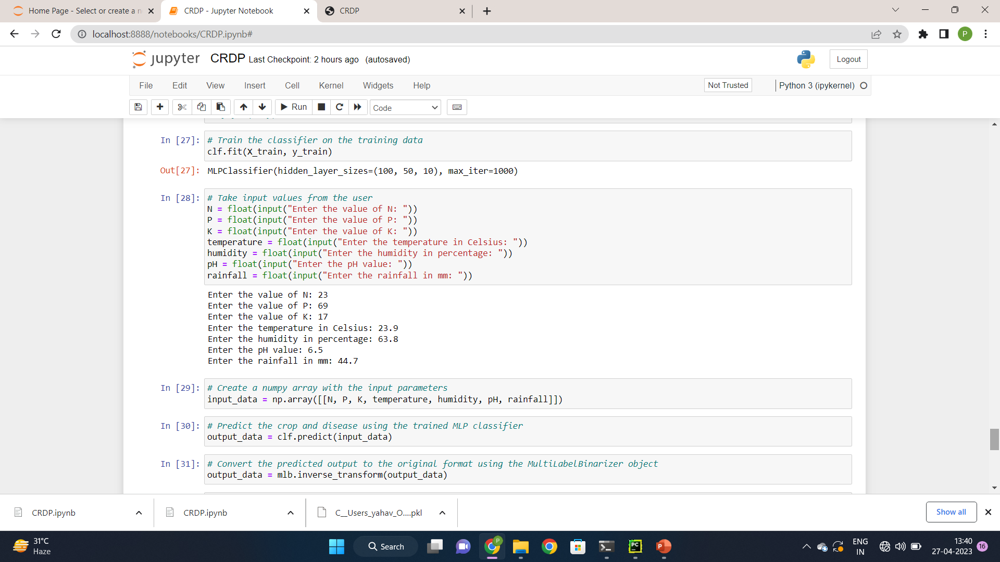 Home Page - Select or create a n
CRDP - Jupyter Notebook
CRDP
localhost:8888/notebooks/CRDP.ipynb#
P
jupyter CRDP Last Checkpoint: 2 hours ago (autosaved)
Logout
File Edit View Insert Cell Kernel Widgets Help
Not Trusted
Python 3 (ipykernel)
Run
Code
In [27]: # Train the classifier on the training data
clf.fit(X_train, y_train)
Out[27]: MLPClassifier(hidden_layer_sizes=(100, 50, 10), max_iter=1000)
In [28]: # Take input values from the user
N = float(input("Enter the value of N: "))
P = float(input("Enter the value of P: "))
K = float(input("Enter the value of K: "))
temperature = float(input("Enter the temperature in Celsius: "))
humidity = float(input("Enter the humidity in percentage: "))
pH = float(input("Enter the pH value: "))
rainfall = float(input("Enter the rainfall in mm: "))
Enter the value of N: 23
Enter the value of P: 69
Enter the value of K: 17
Enter the temperature in Celsius: 23.9
Enter the humidity in percentage: 63.8
Enter the pH value: 6.5
Enter the rainfall in mm: 44.7
In [29]: # Create a numpy array with the input parameters
input_data = np.array([[N, P, K, temperature, humidity, pH, rainfall]])
In [30]: # Predict the crop and disease using the trained MLP classifier
output_data = clf.predict(input_data)
In [31]: # Convert the predicted output to the original format using the MultiLabelBinarizer object
output_data = mlb.inverse_transform(output_data)
CRDP.ipynb
CRDP.ipynb
C__Users_yahav_O....pkl
Show all
31°C
Haze
Search
P
PC
P
ENG
IN
13:40
27-04-2023
16